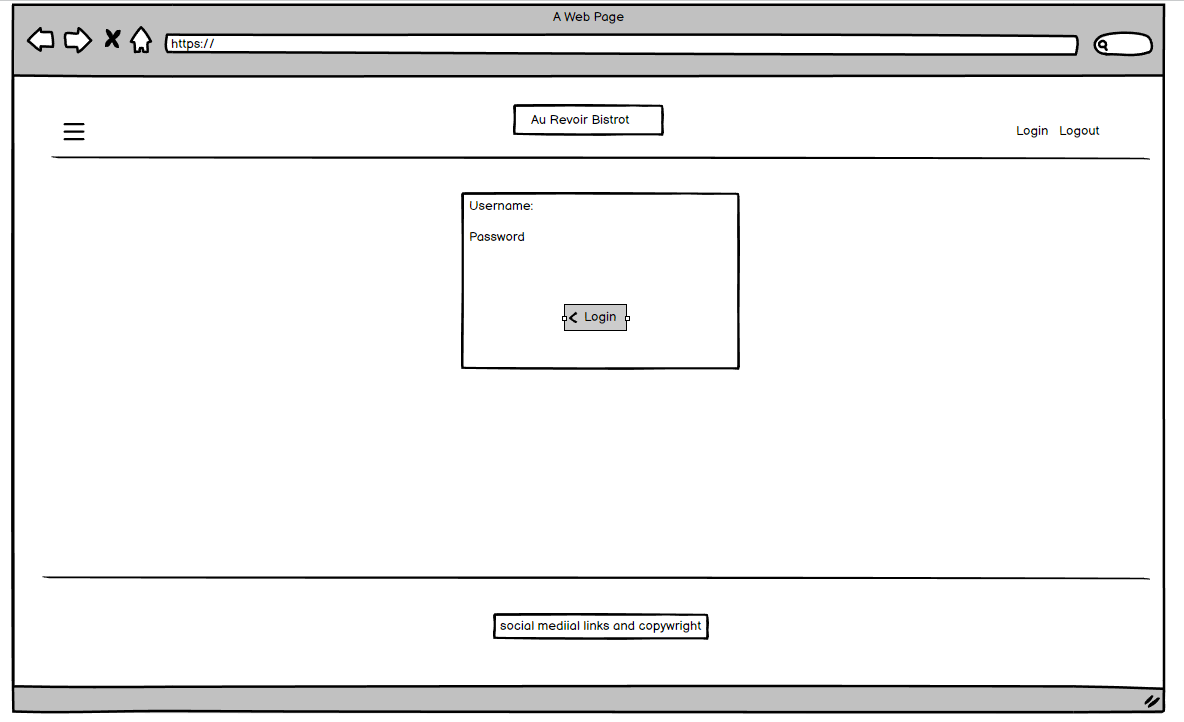 A Web Page
https://
Au Revoir Bistrot
Login Logout
Username:
Password
Login
social mediial links and copywright